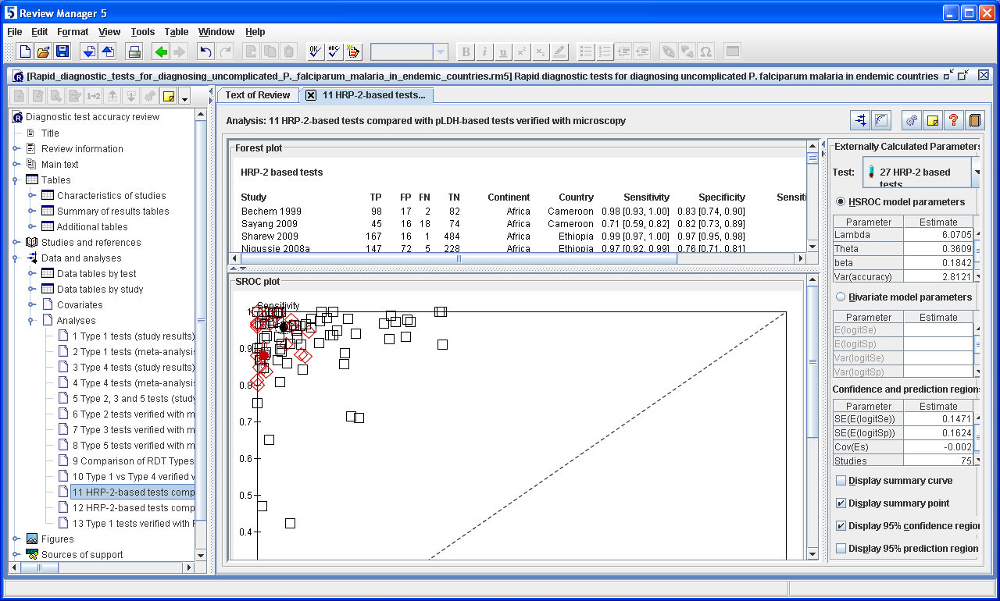 Review Manager 5
File Edit Format View Tools Table Window Help
[Rapid_diagnostic_tests_for_diagnosing_uncomplicated_P._falciparum_malaria_in_endemic_countries.rm5] Rapid diagnostic tests for diagnosing uncomplicated P. falciparum malaria in endemic countries
1→2
Diagnostic test accuracy review
Title
Review information
Main text
Tables
Characteristics of studies
Summary of results tables
Additional tables
Studies and references
Data and analyses
Data tables by test
Data tables by study
Covariates
Analyses
1 Type 1 tests (study results)
2 Type 1 tests (meta-analysis
3 Type 4 tests (study results)
4 Type 4 tests (meta-analysis
5 Type 2, 3 and 5 tests (study
6 Type 2 tests verified with m
7 Type 3 tests verified with m
8 Type 5 tests verified with m
9 Comparison of RDT Types
10 Type 1 vs Type 4 verified v
11 HRP-2-based tests comp
12 HRP-2-based tests comp
13 Type 1 tests verified with
Figures
Sources of support
Text of Review
11 HRP-2-based tests...
Analysis: 11 HRP-2-based tests compared with pLDH-based tests verified with microscopy
Forest plot
HRP-2 based tests
Study TP FP FN TN Continent Country Sensitivity Specificity Sensiti
Bechem 1999 98 17 2 82 Africa Cameroon 0.98 [0.93, 1.00] 0.83 [0.74, 0.90]
Sayang 2009 45 16 18 74 Africa Cameroon 0.71 [0.59, 0.82] 0.82 [0.73, 0.89]
Sharew 2009 167 16 1 484 Africa Ethiopia 0.99 [0.97, 1.00] 0.97 [0.95, 0.98]
Nigussie 2008a 147 72 5 228 Africa Ethiopia 0.97 [0.92, 0.99] 0.76 [0.71, 0.81]
SROC plot
Sensitivity
1
0.9
0.8
0.7
0.6
0.5
0.4
Externally Calculated Parameters
Test: 27 HRP-2 based
tests
HSROC model parameters
Parameter Estimate
Lambda 6.0705
Theta 0.3609
beta 0.1842
Var(accuracy) 2.8121
Bivariate model parameters
Parameter Estimate
E(logitSe)
E(logitSp)
Var(logitSe)
Var(logitSp)
Confidence and prediction region
Parameter Estimate
SE(E(logitSe)) 0.1471
SE(E(logitSp)) 0.1624
Cov(Es) -0.002
Studies 75
Display summary curve
Display summary point
Display 95% confidence region
Display 95% prediction region